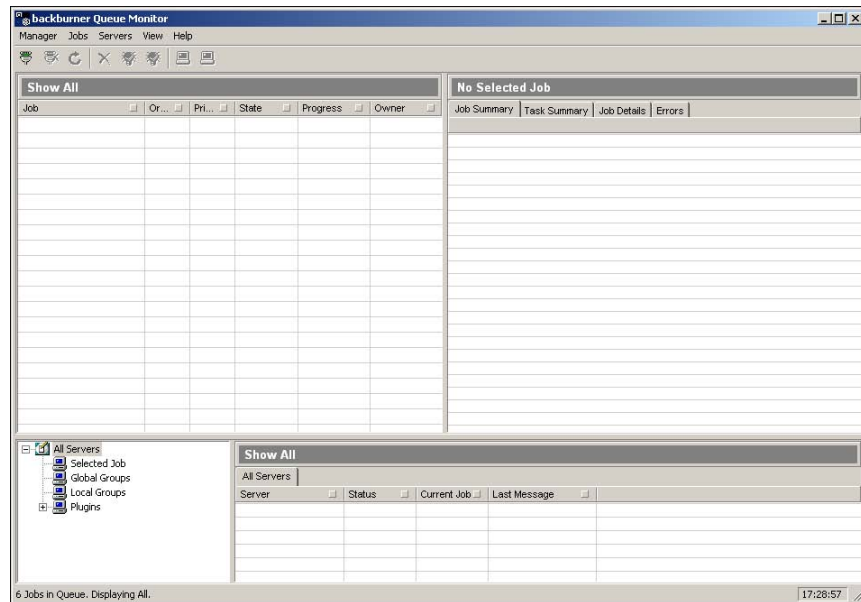 backburner Queue Monitor
Manager Jobs Servers View Help
Show All
Job Or... Pri... State Progress Owner
No Selected Job
Job Summary Task Summary Job Details Errors
All Servers
Selected Job
Global Groups
Local Groups
Plugins
Show All
All Servers
Server Status Current Job Last Message
6 Jobs in Queue. Displaying All.
17:28:57